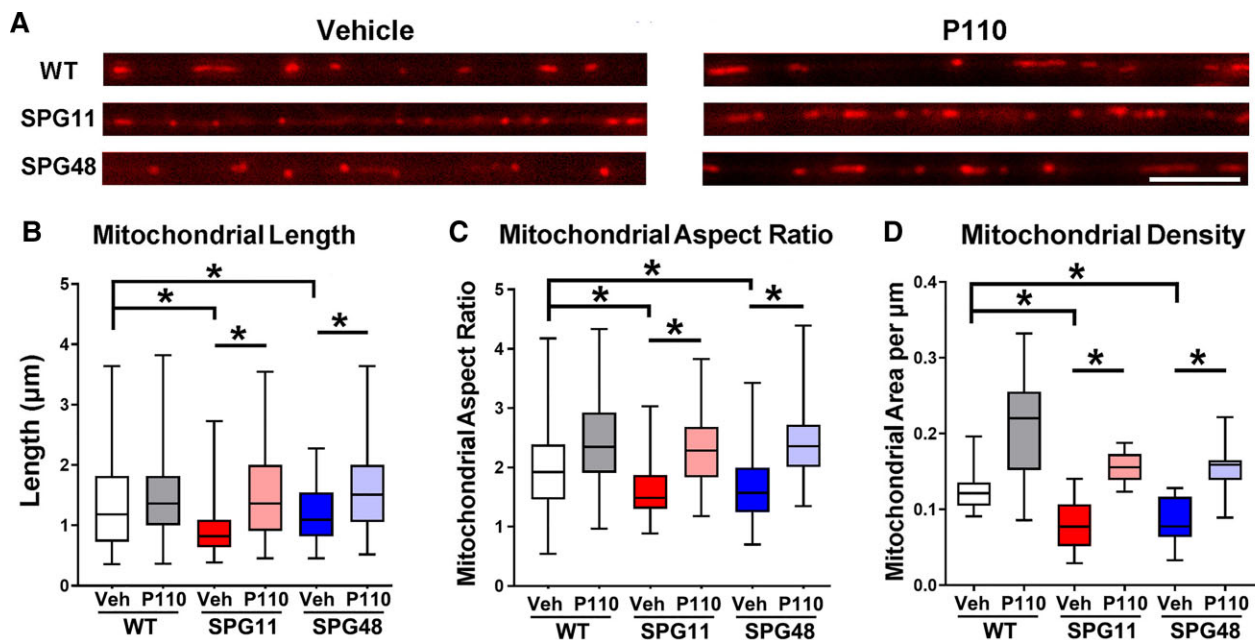 A
Vehicle
P110
WT
SPG11
SPG48
B
Mitochondrial Length
Length (µm)
5
4
3
2
1
0
*
*
*
*
Veh P110 Veh P110 Veh P110
WT SPG11 SPG48
C
Mitochondrial Aspect Ratio
Mitochondrial Aspect Ratio
5
4
3
2
1
0
*
*
*
*
Veh P110 Veh P110 Veh P110
WT SPG11 SPG48
D
Mitochondrial Density
Mitochondrial Area per µm
0.4
0.3
0.2
0.1
0.0
*
*
*
*
Veh P110 Veh P110 Veh P110
WT SPG11 SPG48